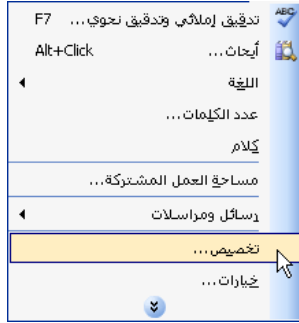 تدقيق إملائي وتدقيق نحوي... F7
أبحاث... Alt+Click
اللغة
عدد الكلمات...
كلام
مساحة العمل المشتركة...
رسائل ومراسلات
تخصيص...
خيارات...